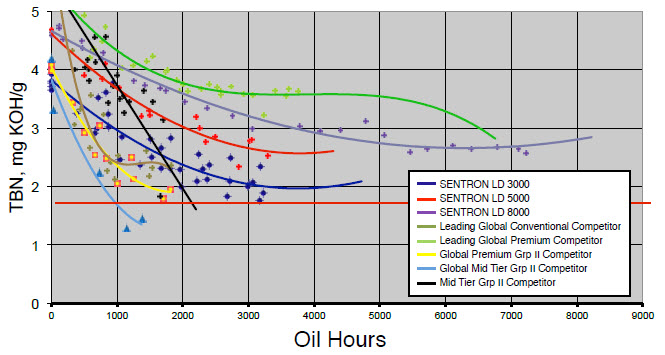 TBN, mg KOH/g
5
4
3
2
1
0
0
1000
2000
3000
4000
5000
6000
7000
8000
9000
Oil Hours
SENTRON LD 3000
SENTRON LD 5000
SENTRON LD 8000
Leading Global Conventional Competitor
Leading Global Premium Competitor
Global Premium Grp II Competitor
Global Mid Tier Grp II Competitor
Mid Tier Grp II Competitor